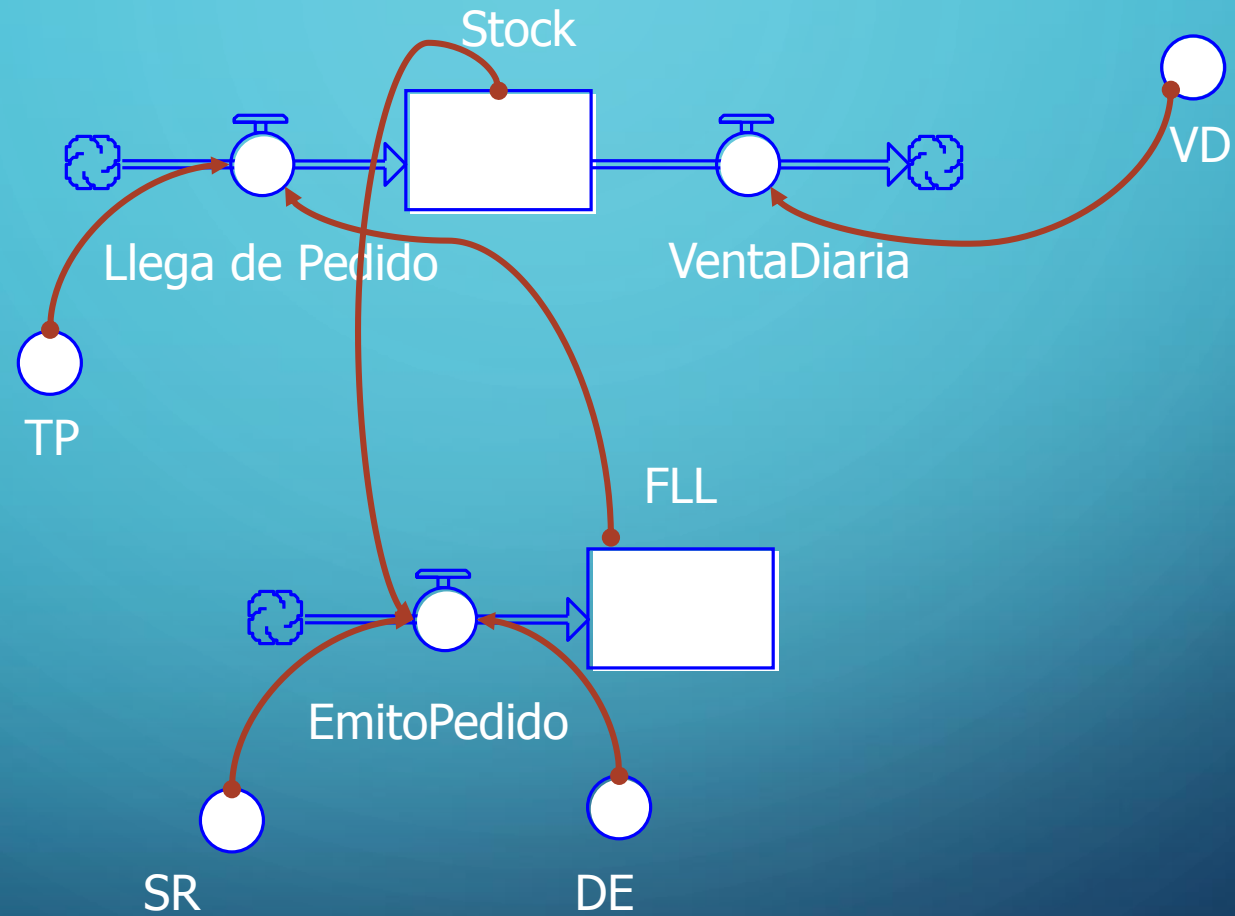 Stock
VD
Llega de Pedido
VentaDiaria
TP
FLL
EmitoPedido
SR
DE